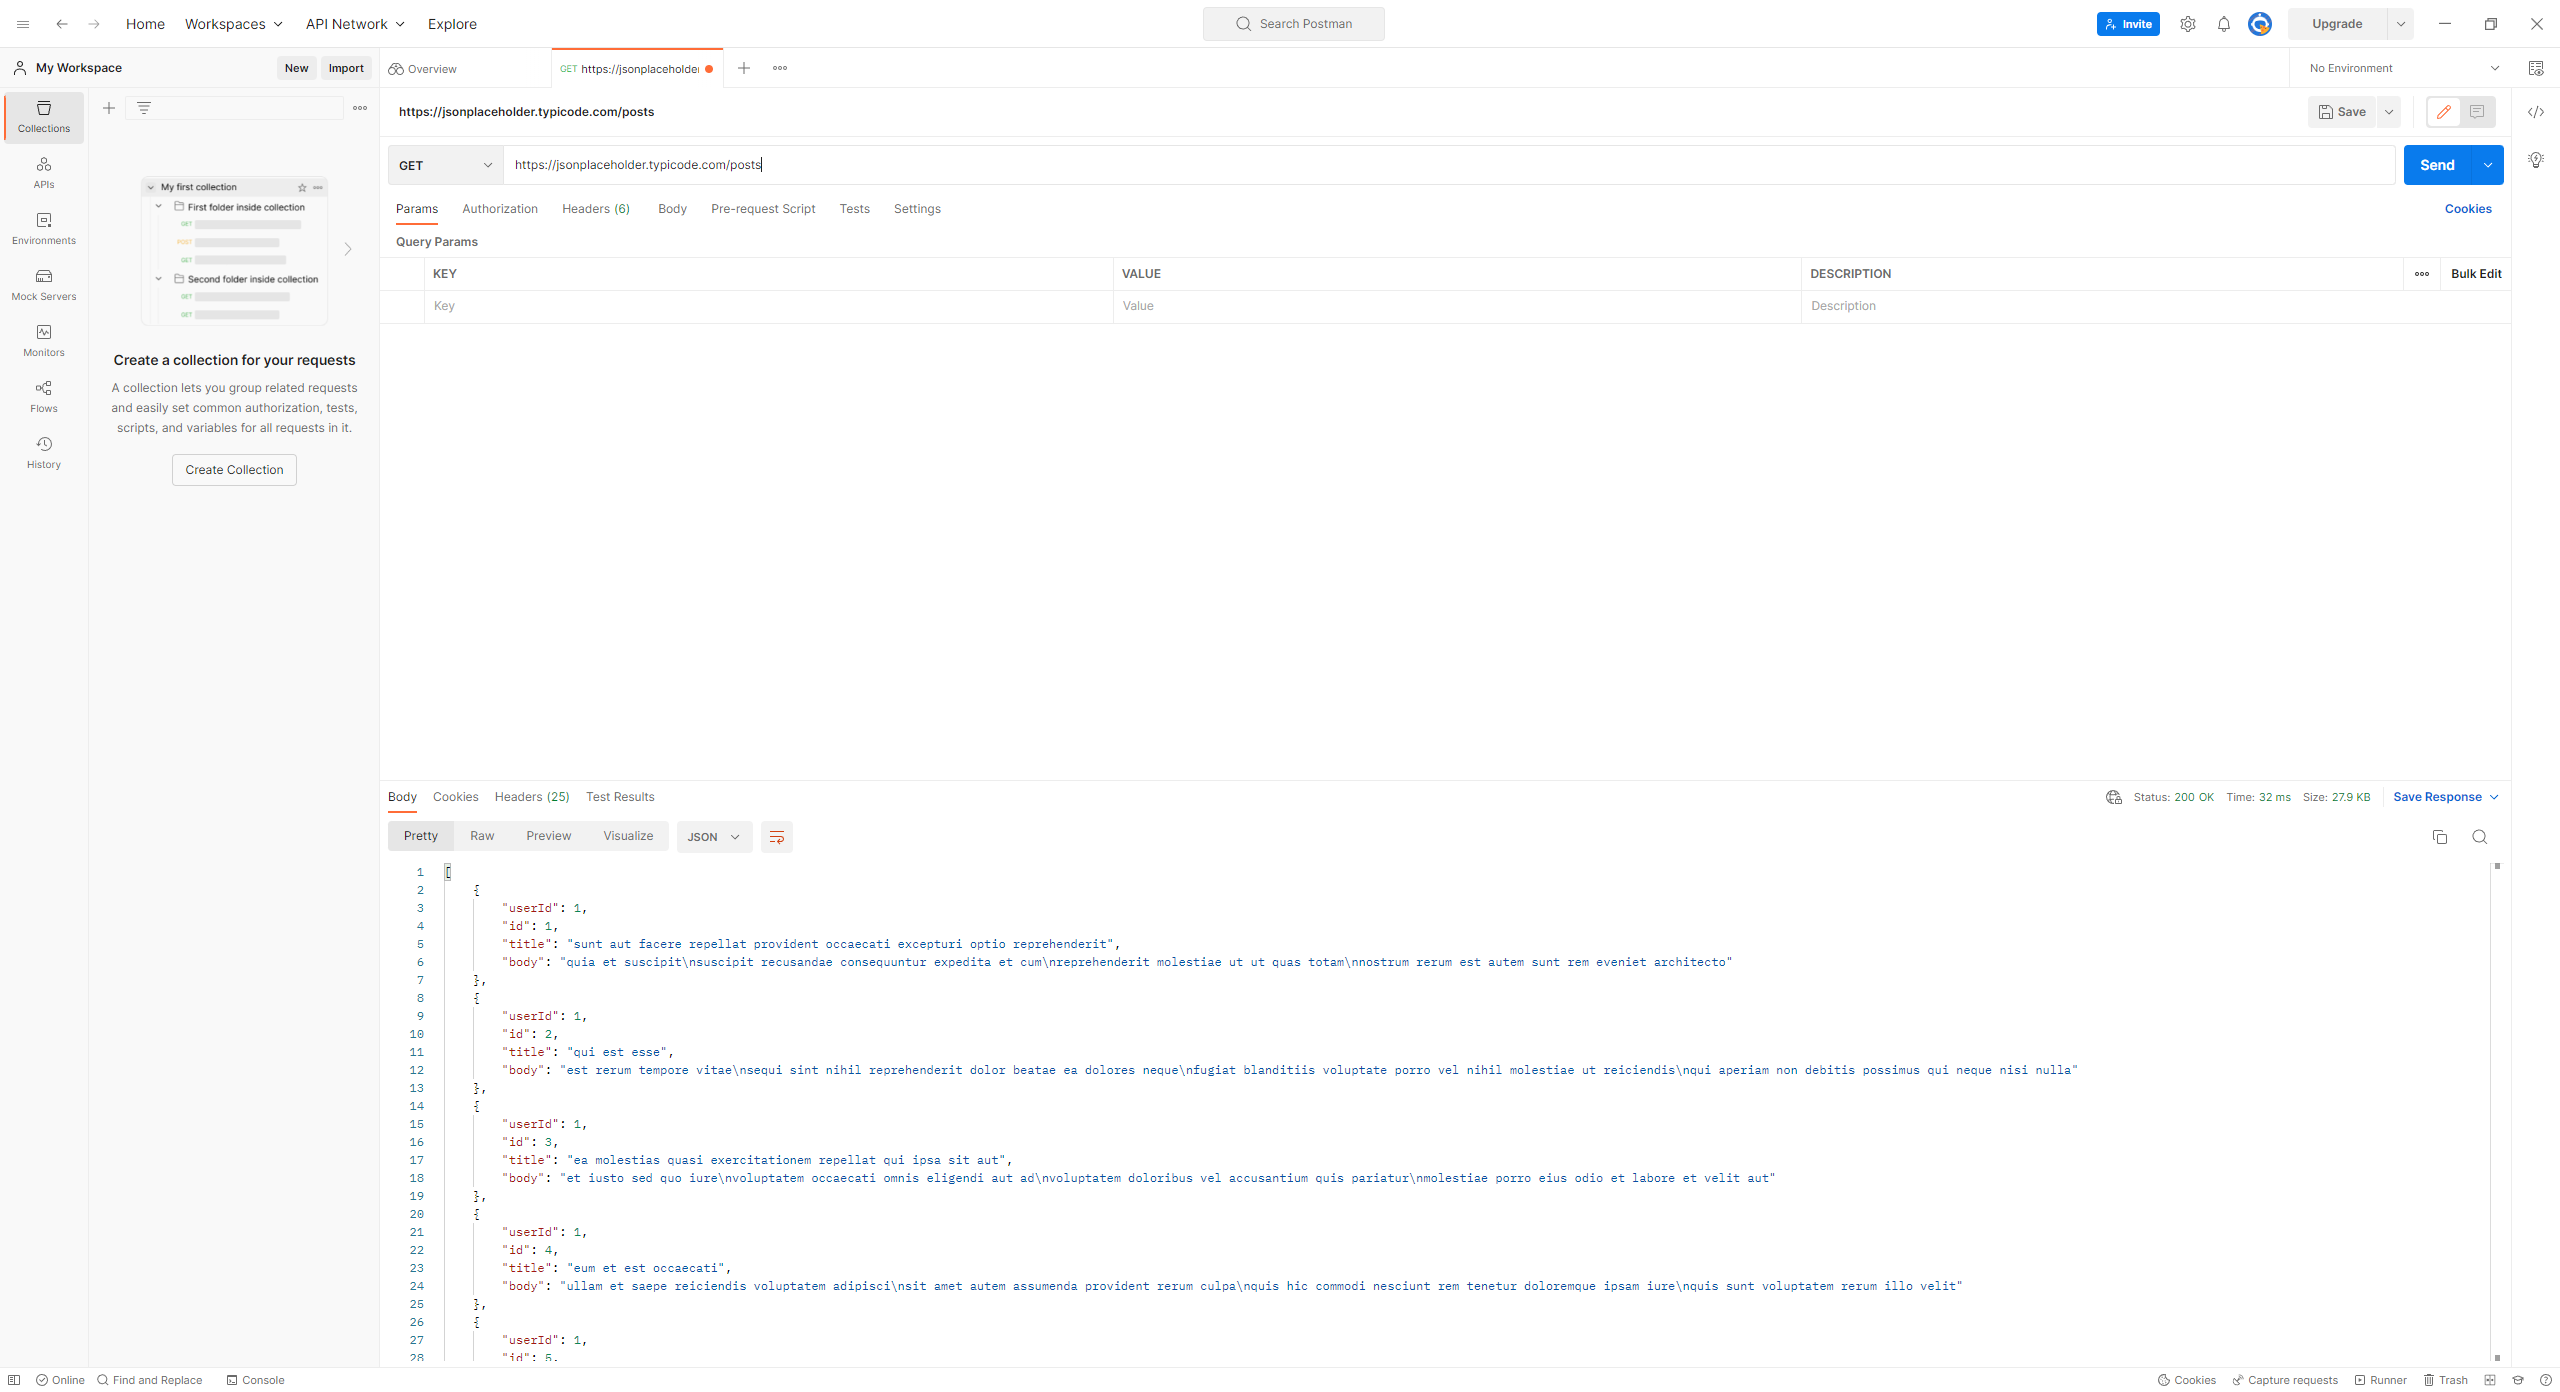 Home Workspaces API Network Explore Search Postman Invite Upgrade
My Workspace New Import Overview GET https://jsonplaceholder No Environment
Collections
APIs
Environments
Mock Servers
Monitors
Flows
History
My first collection
First folder inside collection
GET
POST
GET
Second folder inside collection
GET
GET
Create a collection for your requests
A collection lets you group related requests
and easily set common authorization, tests,
scripts, and variables for all requests in it.
Create Collection
https://jsonplaceholder.typicode.com/posts Save
GET https://jsonplaceholder.typicode.com/posts Send
Params Authorization Headers (6) Body Pre-request Script Tests Settings Cookies
Query Params
KEY VALUE DESCRIPTION Bulk Edit
Key Value Description
Body Cookies Headers (25) Test Results Status: 200 OK Time: 32 ms Size: 27.9 KB Save Response
Pretty Raw Preview Visualize JSON
1 [
2 {
3 "userId": 1,
4 "id": 1,
5 "title": "sunt aut facere repellat provident occaecati excepturi optio reprehenderit",
6 "body": "quia et suscipit\nsuscipit recusandae consequuntur expedita et cum\nreprehenderit molestiae ut ut quas totam\nnostrum rerum est autem sunt rem eveniet architecto"
7 },
8 {
9 "userId": 1,
10 "id": 2,
11 "title": "qui est esse",
12 "body": "est rerum tempore vitae\nsequi sint nihil reprehenderit dolor beatae ea dolores neque\nfugiat blanditiis voluptate porro vel nihil molestiae ut reiciendis\nqui aperiam non debitis possimus qui neque nisi nulla"
13 },
14 {
15 "userId": 1,
16 "id": 3,
17 "title": "ea molestias quasi exercitationem repellat qui ipsa sit aut",
18 "body": "et iusto sed quo iure\nvoluptatem occaecati omnis eligendi aut ad\nvoluptatem doloribus vel accusantium quis pariatur\nmolestiae porro eius odio et labore et velit aut"
19 },
20 {
21 "userId": 1,
22 "id": 4,
23 "title": "eum et est occaecati",
24 "body": "ullam et saepe reiciendis voluptatem adipisci\nsit amet autem assumenda provident rerum culpa\nquis hic commodi nesciunt rem tenetur doloremque ipsam iure\nquis sunt voluptatem rerum illo velit"
25 },
26 {
27 "userId": 1,
28 "id": 5,
Online Find and Replace Console Cookies Capture requests Runner Trash